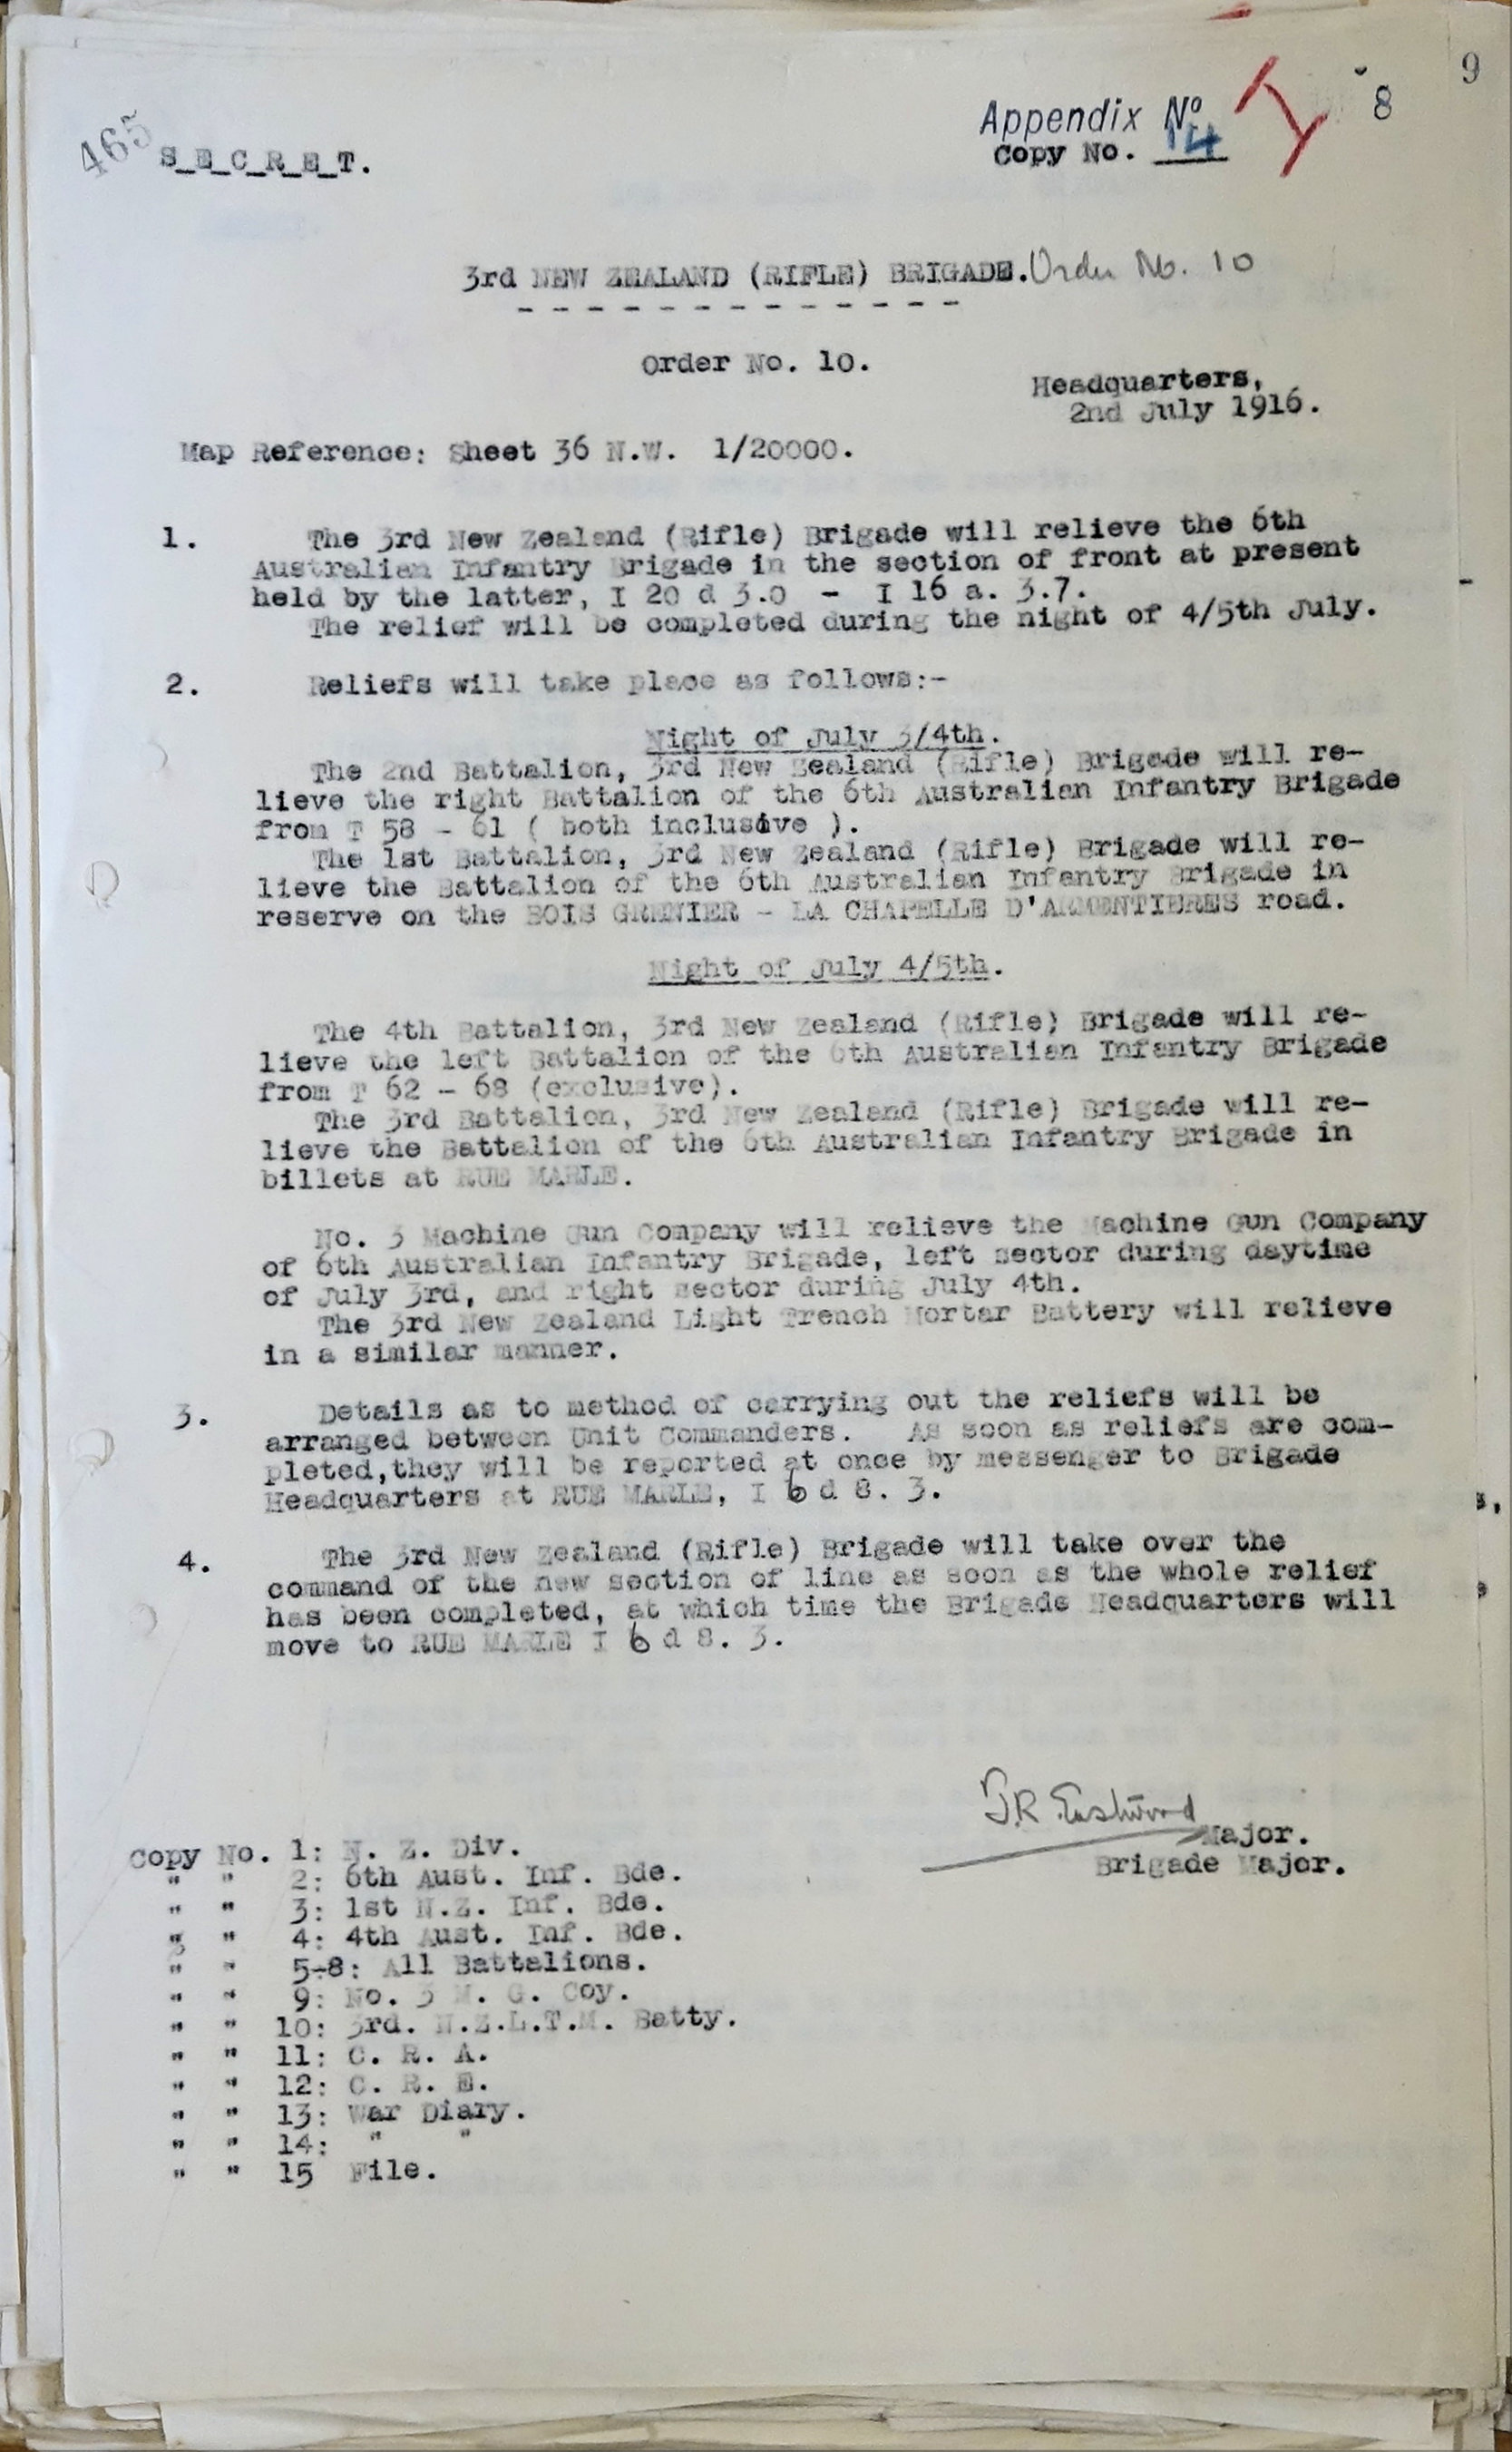 9
8
465
Appendix Nº
S_E_C_R_E_T.
Copy No. 14
3rd NEW ZEALAND (RIFLE) BRIGADE. Order No. 10
- - - - - - - - - - - - -
Order No. 10.
Headquarters,
2nd July 1916.
Map Reference: Sheet 36 N.W. 1/20000.
1. The 3rd New Zealand (Rifle) Brigade will relieve the 6th
Australian Infantry Brigade in the section of front at present
held by the latter, I 20 d 3.0 - I 16 a. 3.7.
The relief will be completed during the night of 4/5th July.
2. Reliefs will take place as follows:-
Night of July 3/4th.
The 2nd Battalion, 3rd New Zealand (Rifle) Brigade will re-
lieve the right Battalion of the 6th Australian Infantry Brigade
from T 58 - 61 ( both inclusive ).
The 1st Battalion, 3rd New Zealand (Rifle) Brigade will re-
lieve the Battalion of the 6th Australian Infantry Brigade in
reserve on the BOIS GRENIER - LA CHAPELLE D'ARMENTIERES road.
Night of July 4/5th.
The 4th Battalion, 3rd New Zealand (Rifle) Brigade will re-
lieve the left Battalion of the 6th Australian Infantry Brigade
from T 62 - 68 (exclusive).
The 3rd Battalion, 3rd New Zealand (Rifle) Brigade will re-
lieve the Battalion of the 6th Australian Infantry Brigade in
billets at RUE MARLE.
No. 3 Machine Gun Company will relieve the Machine Gun Company
of 6th Australian Infantry Brigade, left sector during daytime
of July 3rd, and right sector during July 4th.
The 3rd New Zealand Light Trench Mortar Battery will relieve
in a similar manner.
3. Details as to method of carrying out the reliefs will be
arranged between Unit Commanders. As soon as reliefs are com-
pleted,they will be reported at once by messenger to Brigade
Headquarters at RUE MARLE, I 6 d 8. 3.
4. The 3rd New Zealand (Rifle) Brigade will take over the
command of the new section of line as soon as the whole relief
has been completed, at which time the Brigade Headquarters will
move to RUE MARLE I 6 d 8. 3.
T.R. Eastwood
Major.
Brigade Major.
Copy No. 1: N. Z. Div.
" " 2: 6th Aust. Inf. Bde.
" " 3: 1st N.Z. Inf. Bde.
" " 4: 4th Aust. Inf. Bde.
" " 5-8: All Battalions.
" " 9: No. 3 M. G. Coy.
" " 10: 3rd. N.Z.L.T.M. Batty.
" " 11: C. R. A.
" " 12: C. R. E.
" " 13: War Diary.
" " 14: " "
" " 15 File.